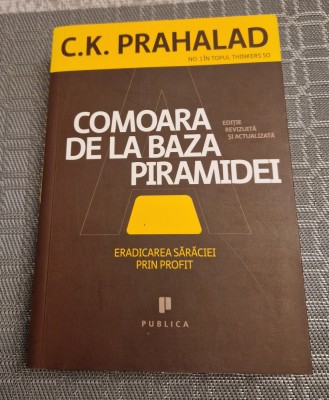 C.K. PRAHALAD
NO. 1 ÎN TOPUL THINKERS 50
COMOARA
DE LA BAZA
PIRAMIDEI
EDIȚIE
REVIZUITĂ
ȘI ACTUALIZATĂ
ERADICAREA SĂRĂCIEI
PRIN PROFIT
PUBLICA